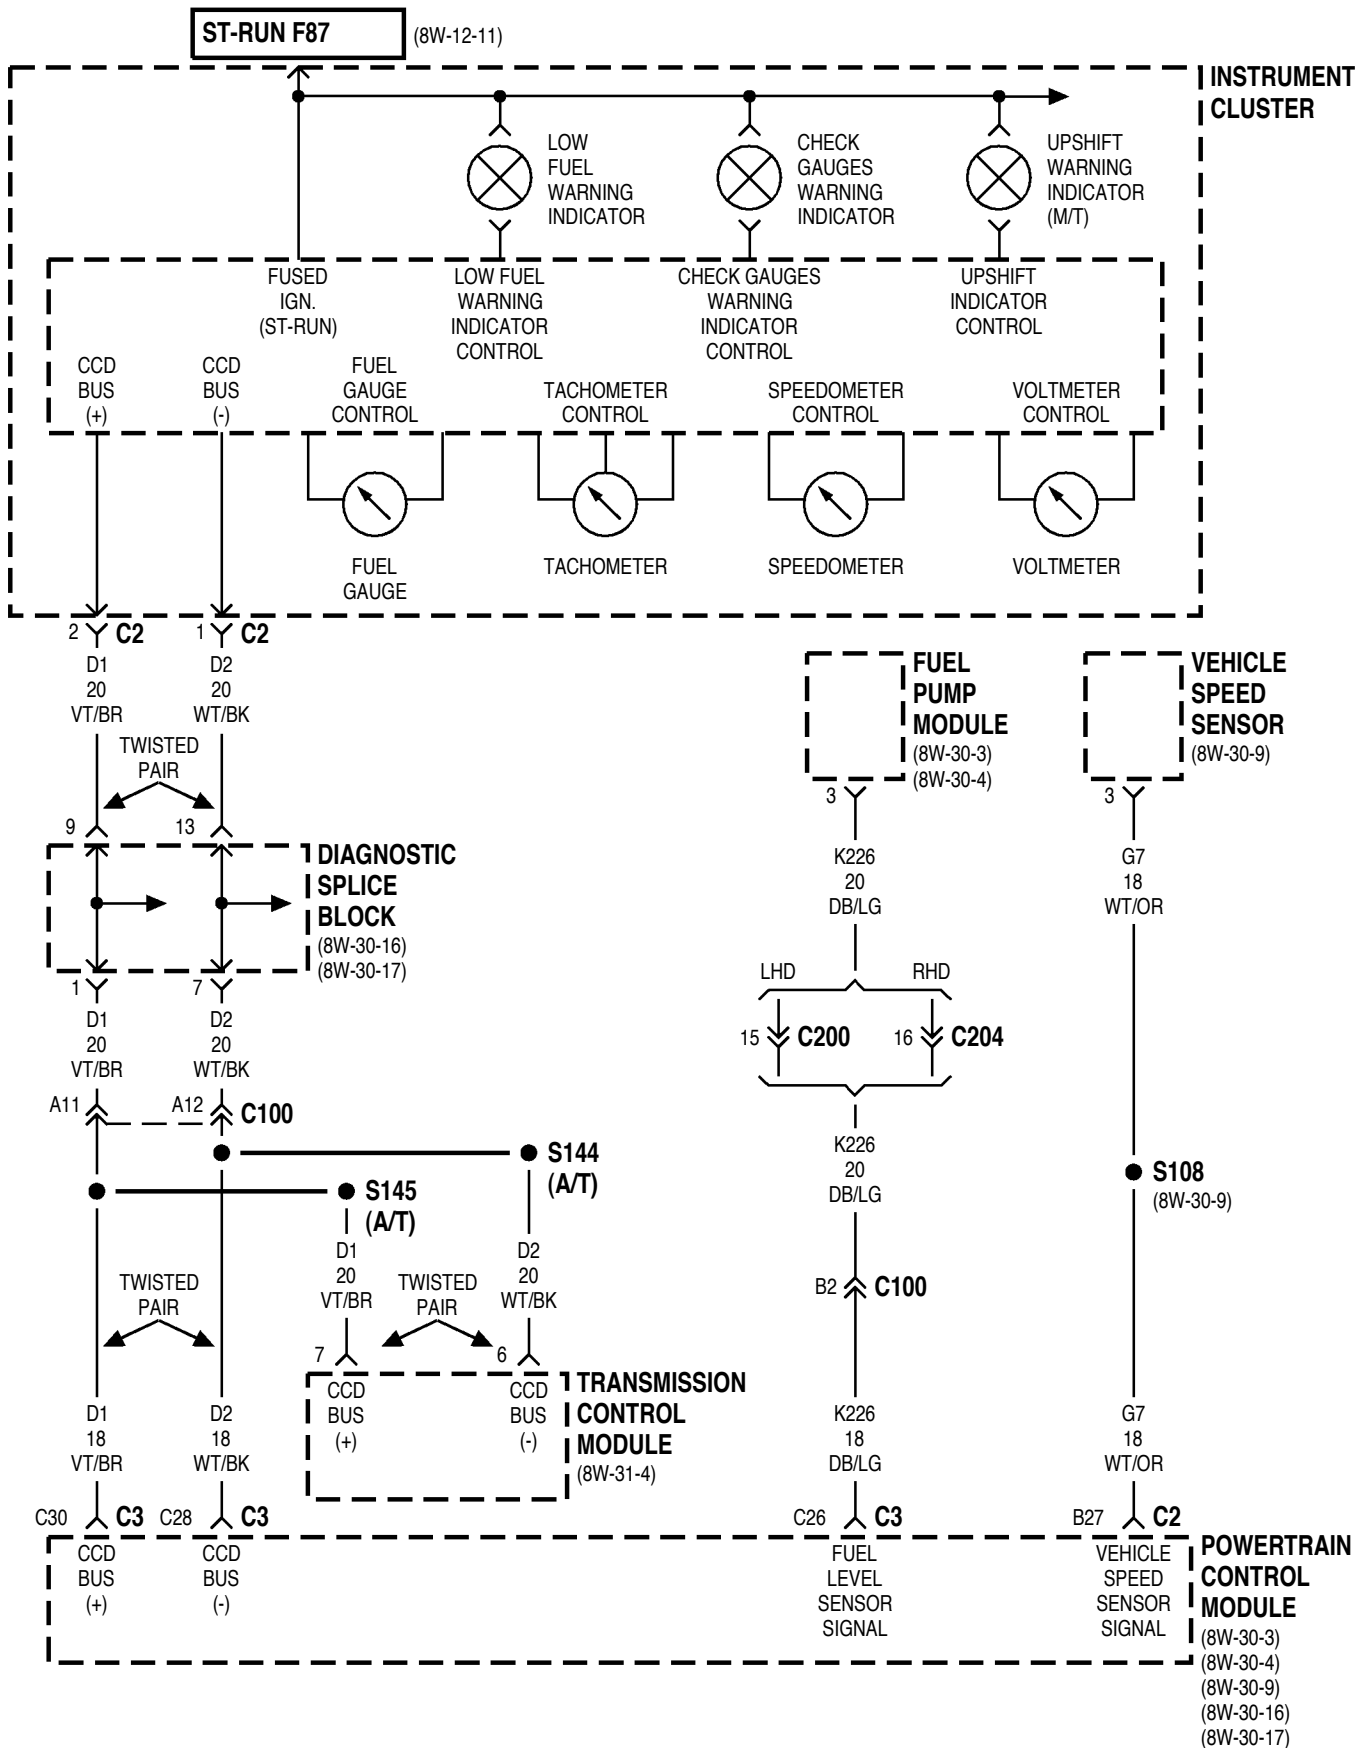 ST-RUN F87
(8W-12-11)
INSTRUMENT
CLUSTER
LOW
FUEL
WARNING
INDICATOR
CHECK
GAUGES
WARNING
INDICATOR
UPSHIFT
WARNING
INDICATOR
(M/T)
FUSED
IGN.
(ST-RUN)
LOW FUEL
WARNING
INDICATOR
CONTROL
CHECK GAUGES
WARNING
INDICATOR
CONTROL
UPSHIFT
INDICATOR
CONTROL
CCD
BUS
(+)
CCD
BUS
(-)
FUEL
GAUGE
CONTROL
TACHOMETER
CONTROL
SPEEDOMETER
CONTROL
VOLTMETER
CONTROL
FUEL
GAUGE
TACHOMETER
SPEEDOMETER
VOLTMETER
2 C2
1 C2
D1
20
VT/BR
D2
20
WT/BK
TWISTED
PAIR
9
13
DIAGNOSTIC
SPLICE
BLOCK
(8W-30-16)
(8W-30-17)
1
7
D1
20
VT/BR
D2
20
WT/BK
A11
A12 C100
FUEL
PUMP
MODULE
(8W-30-3)
(8W-30-4)
3
K226
20
DB/LG
LHD
RHD
15 C200
16 C204
K226
20
DB/LG
B2 C100
K226
18
DB/LG
VEHICLE
SPEED
SENSOR
(8W-30-9)
3
G7
18
WT/OR
S108
(8W-30-9)
G7
18
WT/OR
S144
(A/T)
S145
(A/T)
D1
20
VT/BR
D2
20
WT/BK
TWISTED
PAIR
TWISTED
PAIR
7
6
CCD
BUS
(+)
CCD
BUS
(-)
TRANSMISSION
CONTROL
MODULE
(8W-31-4)
D1
18
VT/BR
D2
18
WT/BK
C30 C3
C28 C3
C26 C3
B27 C2
CCD
BUS
(+)
CCD
BUS
(-)
FUEL
LEVEL
SENSOR
SIGNAL
VEHICLE
SPEED
SENSOR
SIGNAL
POWERTRAIN
CONTROL
MODULE
(8W-30-3)
(8W-30-4)
(8W-30-9)
(8W-30-16)
(8W-30-17)